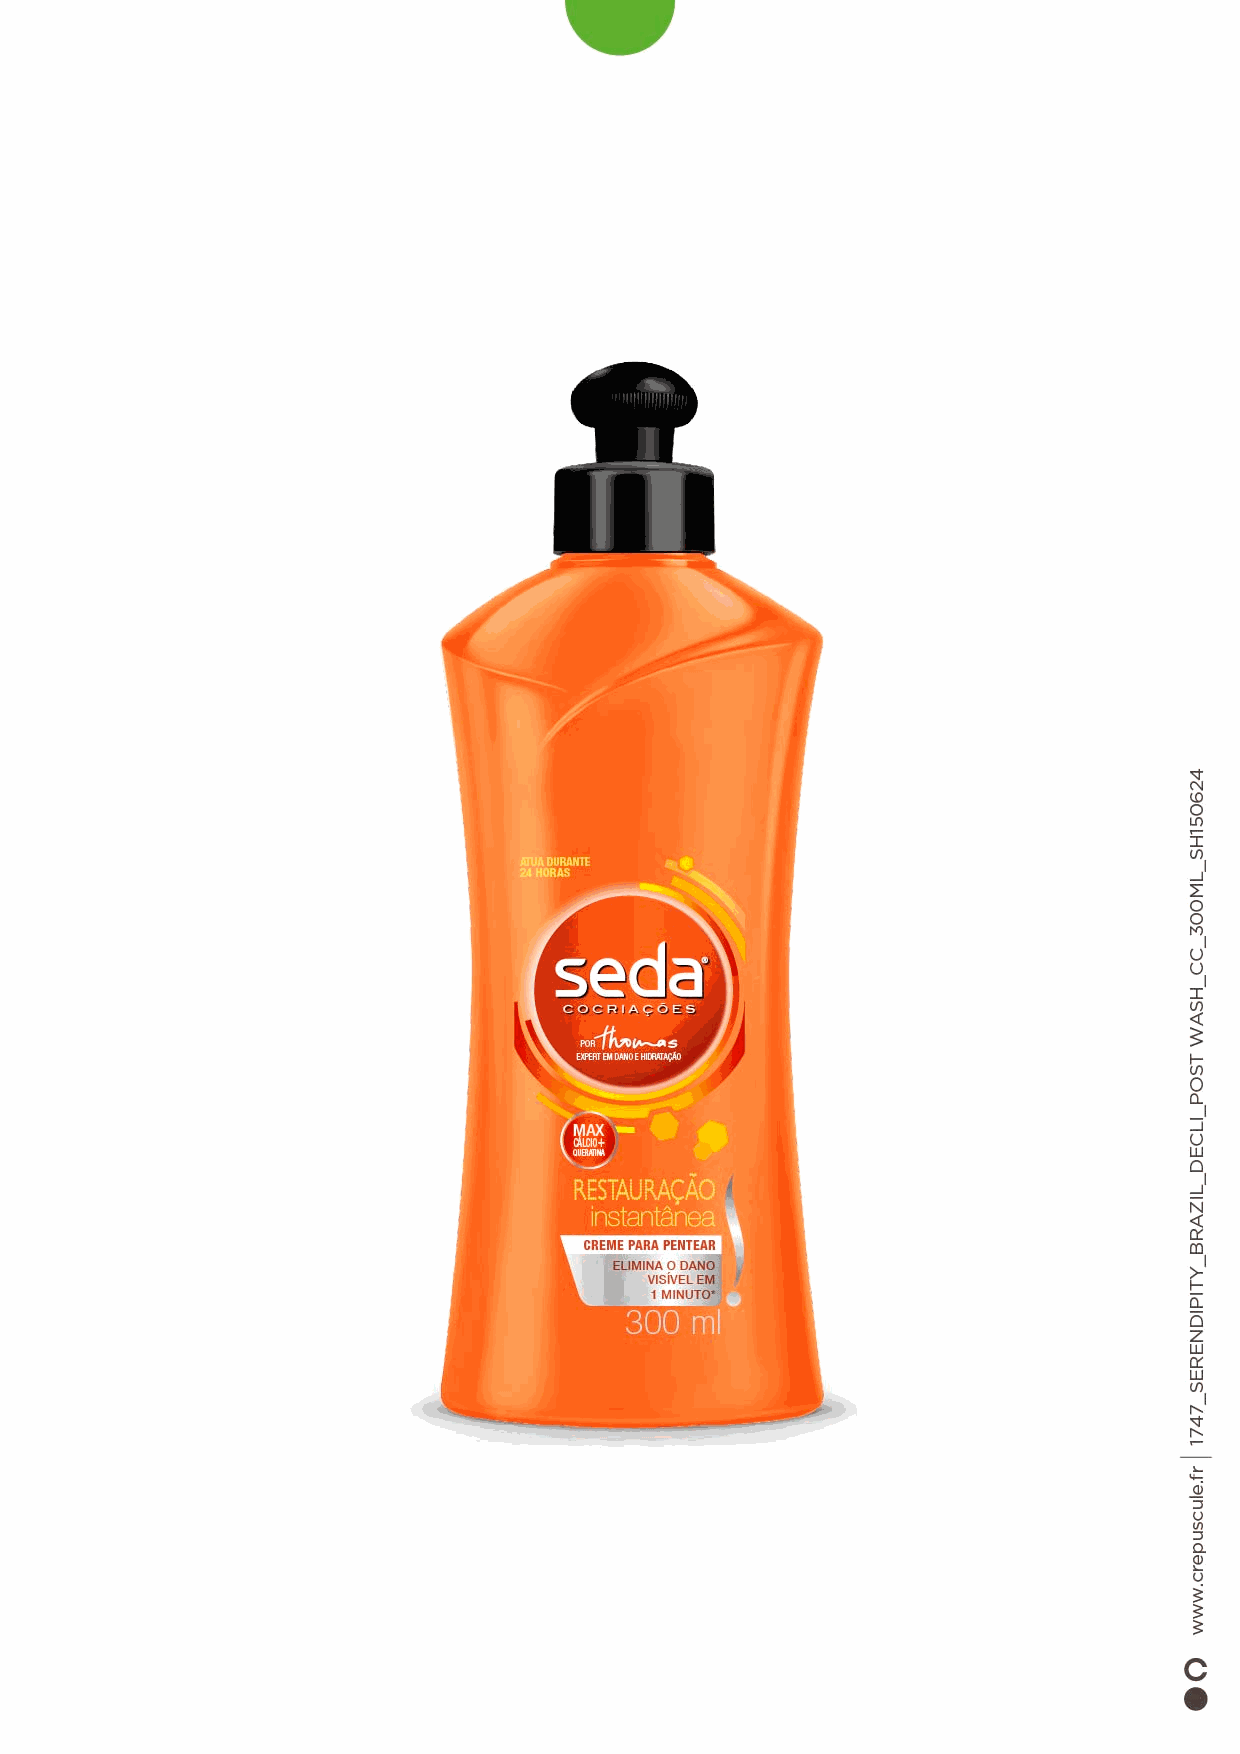 ATUA DURANTE
24 HORAS
seda®
COCRIAÇÕES
POR thomas
EXPERT EM DANO E HIDRATAÇÃO
MAX
CÁLCIO+
QUERATINA
RESTAURAÇÃO
instantânea
CREME PARA PENTEAR
ELIMINA O DANO
VISÍVEL EM
1 MINUTO*
300 ml
www.crepuscule.fr | 1747_SERENDIPITY_BRAZIL_DECLI_POST WASH_CC_300ML_SH150624